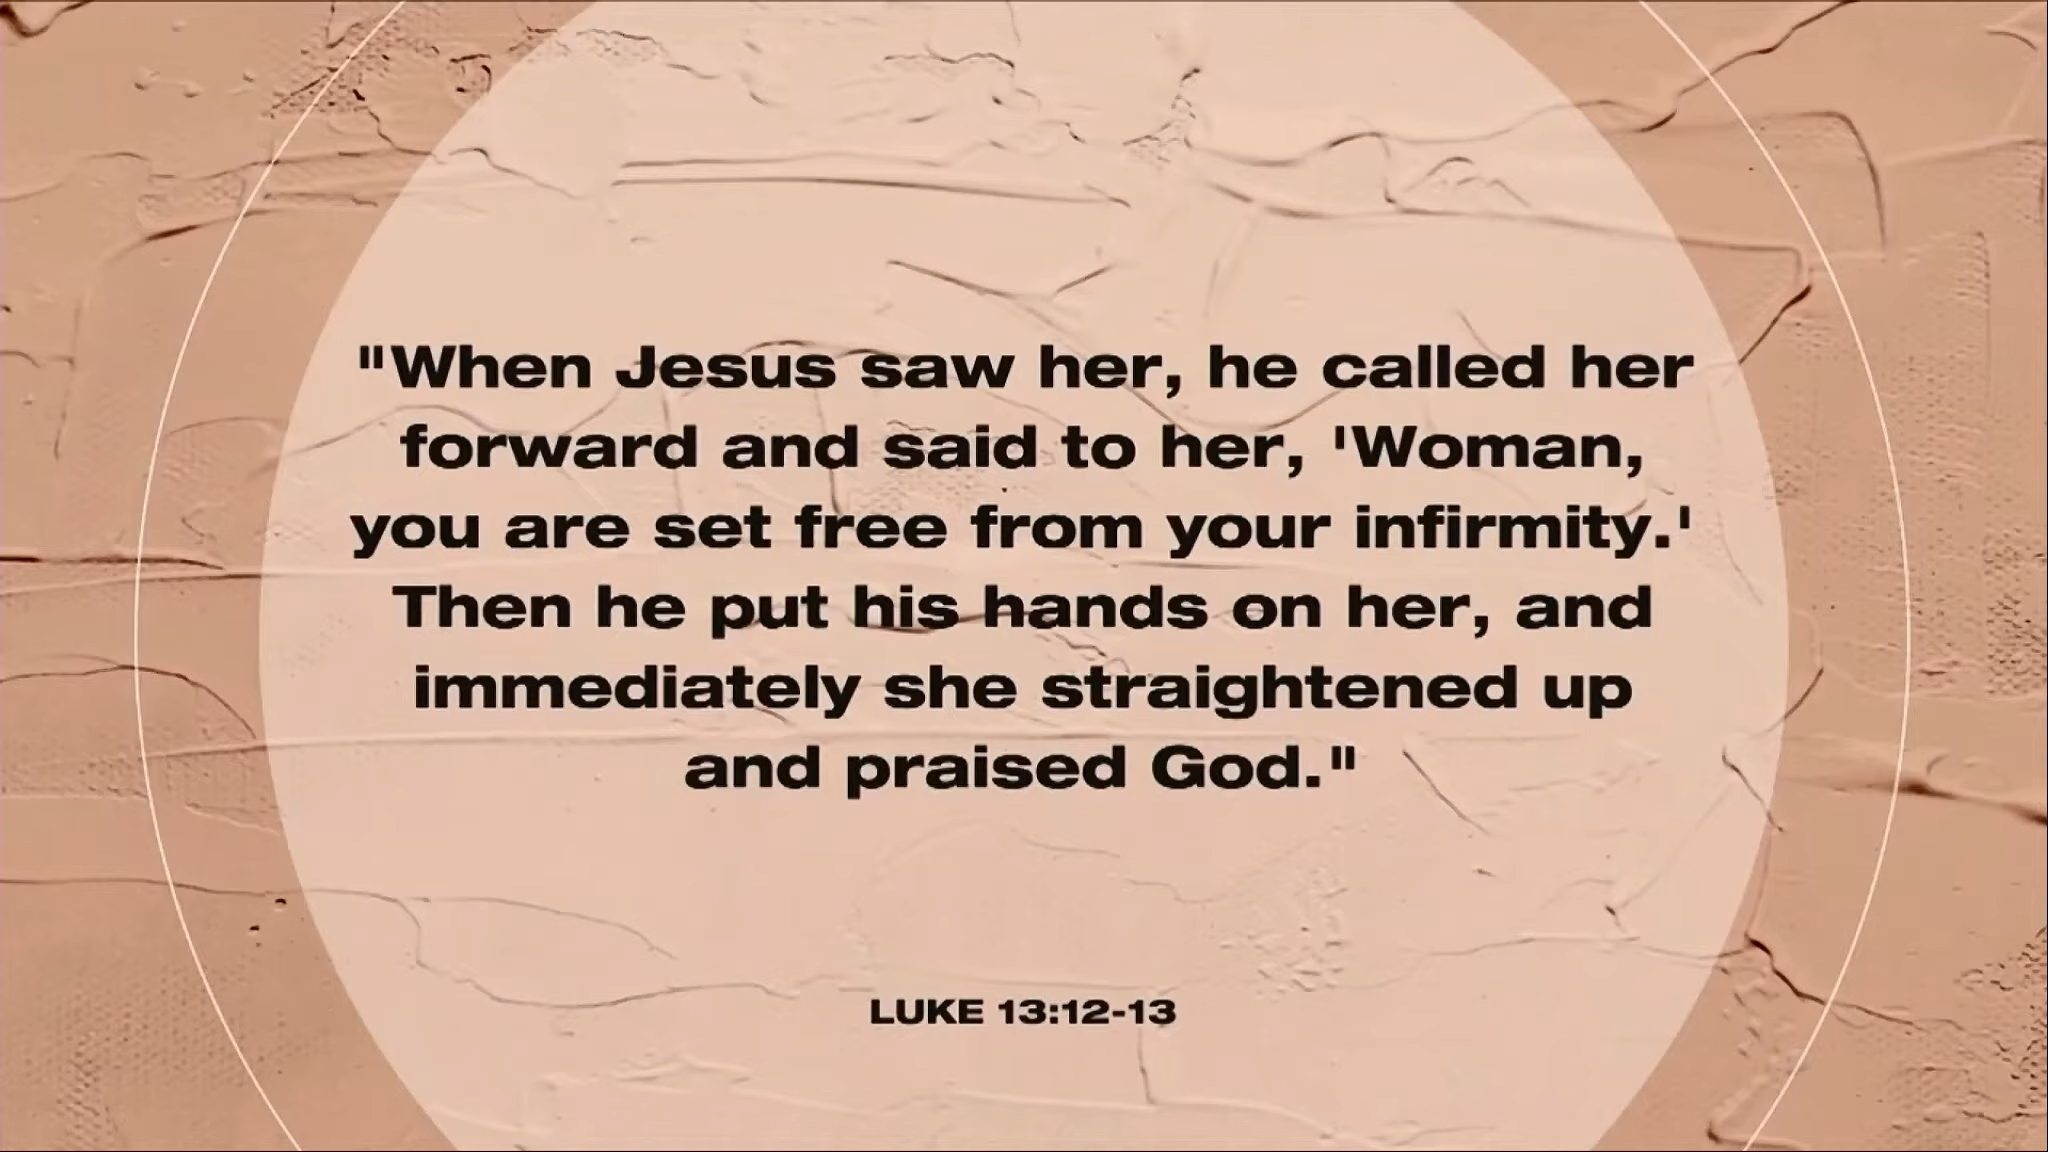 "When Jesus saw her, he called her
forward and said to her, 'Woman,
you are set free from your infirmity.'
Then he put his hands on her, and
immediately she straightened up
and praised God."
LUKE 13:12-13